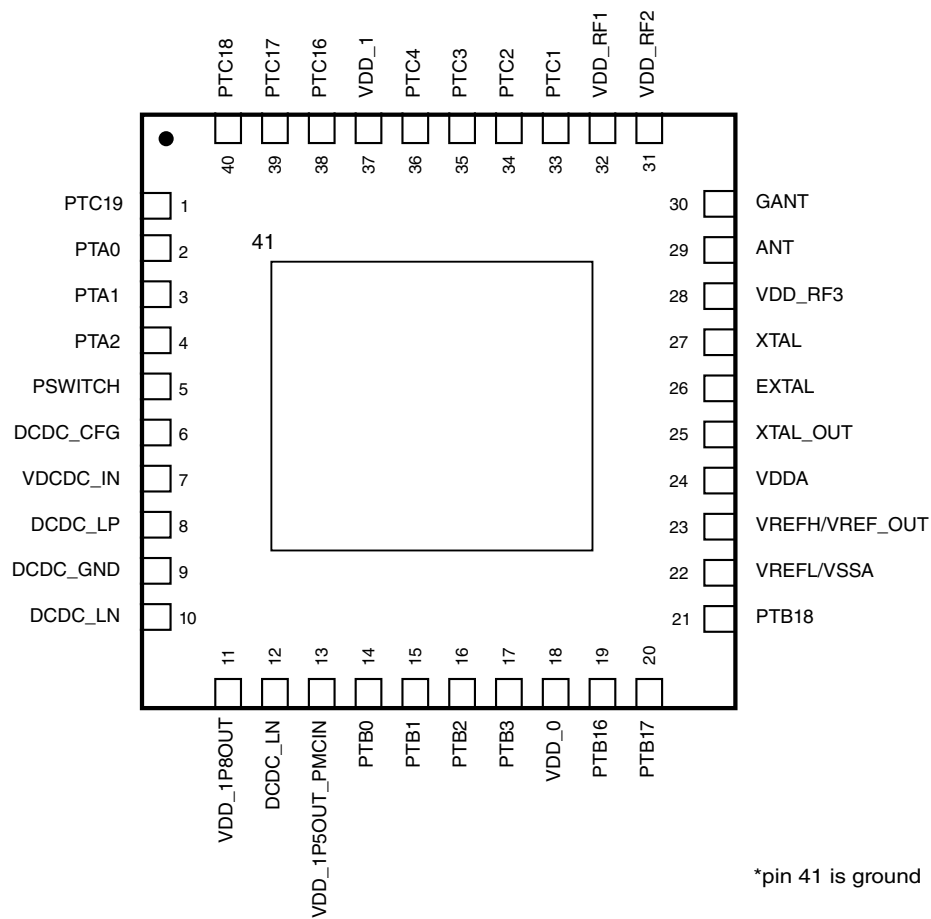 PTC18
PTC17
PTC16
VDD_1
PTC4
PTC3
PTC2
PTC1
VDD_RF1
VDD_RF2
40
39
38
37
36
35
34
33
32
31
PTC19 1
PTA0 2
PTA1 3
PTA2 4
PSWITCH 5
DCDC_CFG 6
VDCDC_IN 7
DCDC_LP 8
DCDC_GND 9
DCDC_LN 10
41
30 GANT
29 ANT
28 VDD_RF3
27 XTAL
26 EXTAL
25 XTAL_OUT
24 VDDA
23 VREFH/VREF_OUT
22 VREFL/VSSA
21 PTB18
11
12
13
14
15
16
17
18
19
20
VDD_1P8OUT
DCDC_LN
VDD_1P5OUT_PMCIN
PTB0
PTB1
PTB2
PTB3
VDD_0
PTB16
PTB17
*pin 41 is ground